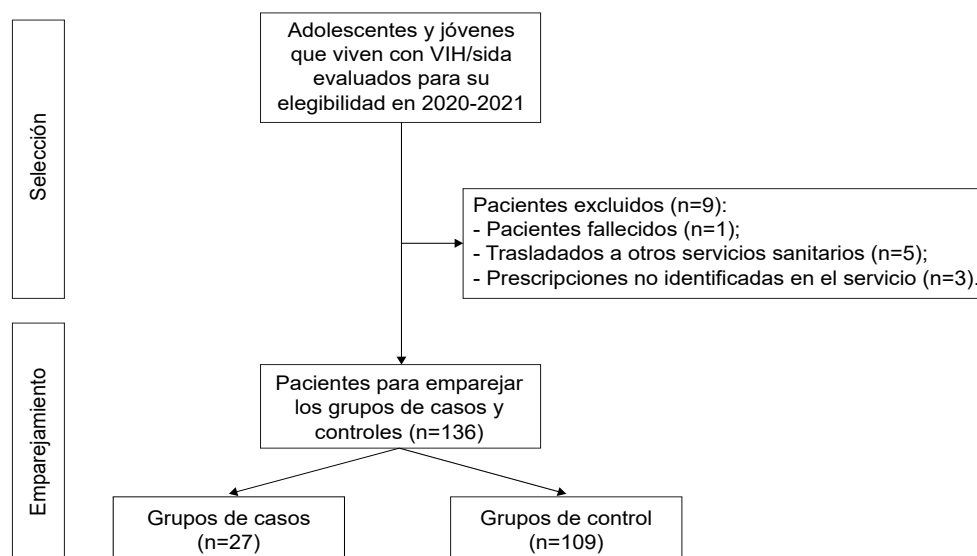 Selección
Adolescentes y jóvenes
que viven con VIH/sida
evaluados para su
elegibilidad en 2020-2021
Pacientes excluidos (n=9):
- Pacientes fallecidos (n=1);
- Trasladados a otros servicios sanitarios (n=5);
- Prescripciones no identificadas en el servicio (n=3).
Emparejamiento
Pacientes para emparejar
los grupos de casos y
controles (n=136)
Grupos de casos
(n=27)
Grupos de control
(n=109)